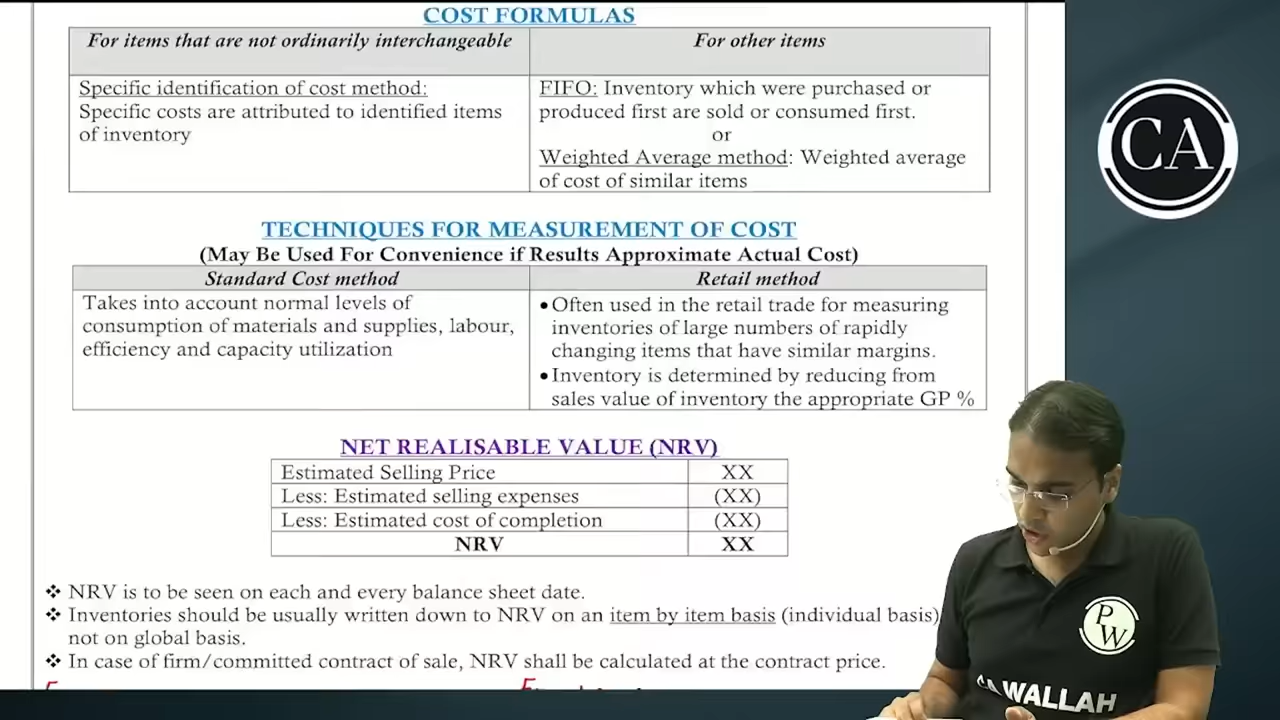 COST FORMULAS
For items that are not ordinarily interchangeable
For other items
Specific identification of cost method:
Specific costs are attributed to identified items
of inventory
FIFO: Inventory which were purchased or
produced first are sold or consumed first.
or
Weighted Average method: Weighted average
of cost of similar items
TECHNIQUES FOR MEASUREMENT OF COST
(May Be Used For Convenience if Results Approximate Actual Cost)
Standard Cost method
Retail method
Takes into account normal levels of
consumption of materials and supplies, labour,
efficiency and capacity utilization
•Often used in the retail trade for measuring
inventories of large numbers of rapidly
changing items that have similar margins.
•Inventory is determined by reducing from
sales value of inventory the appropriate GP %
NET REALISABLE VALUE (NRV)
Estimated Selling Price XX
Less: Estimated selling expenses (XX)
Less: Estimated cost of completion (XX)
NRV XX
❖ NRV is to be seen on each and every balance sheet date.
❖ Inventories should be usually written down to NRV on an item by item basis (individual basis)
not on global basis.
❖ In case of firm/committed contract of sale, NRV shall be calculated at the contract price.
CA
PW
CA WALLAH